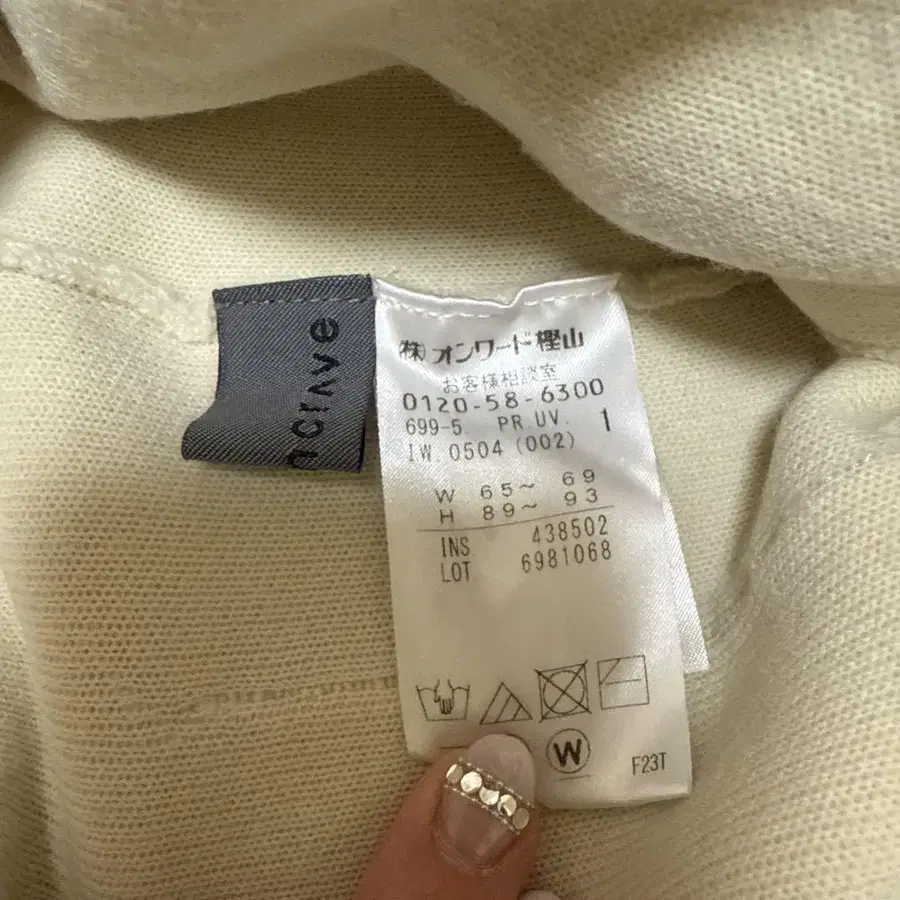 crave
(株)オンワード樫山
お客様相談室
0120-58-6300
699-5. PR.UV. 1
IW.0504 (002)
W 65~ 69
H 89~ 93
INS 438502
LOT 6981068
W
F23T